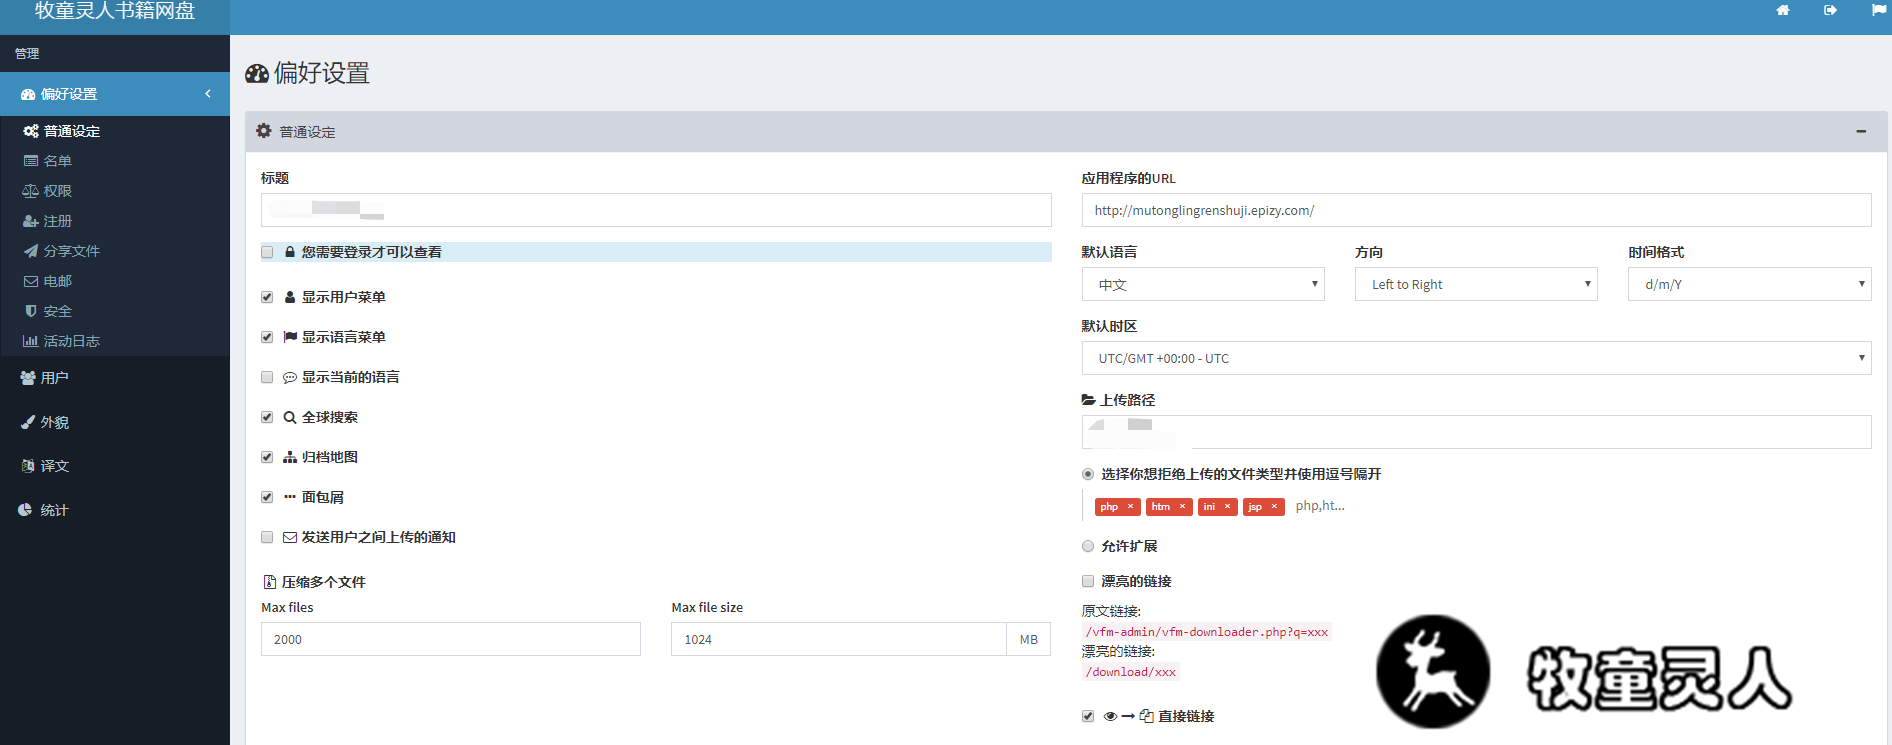 牧童灵人书籍网盘
管理
偏好设置
普通设定
名单
权限
注册
分享文件
电邮
安全
活动日志
用户
外貌
译文
统计
偏好设置
普通设定
标题
您需要登录才可以查看
显示用户菜单
显示语言菜单
显示当前的语言
全球搜索
归档地图
面包屑
发送用户之间上传的通知
压缩多个文件
Max files
2000
Max file size
1024 MB
应用程序的URL
http://mutonglingrenshuji.epizy.com/
默认语言
中文
方向
Left to Right
时间格式
d/m/Y
默认时区
UTC/GMT +00:00 - UTC
上传路径
选择你想拒绝上传的文件类型并使用逗号隔开
php × htm × ini × jsp × php,ht...
允许扩展
漂亮的链接
原文链接:
/vfm-admin/vfm-downloader.php?q=xxx
漂亮的链接:
/download/xxx
直接链接
牧童灵人